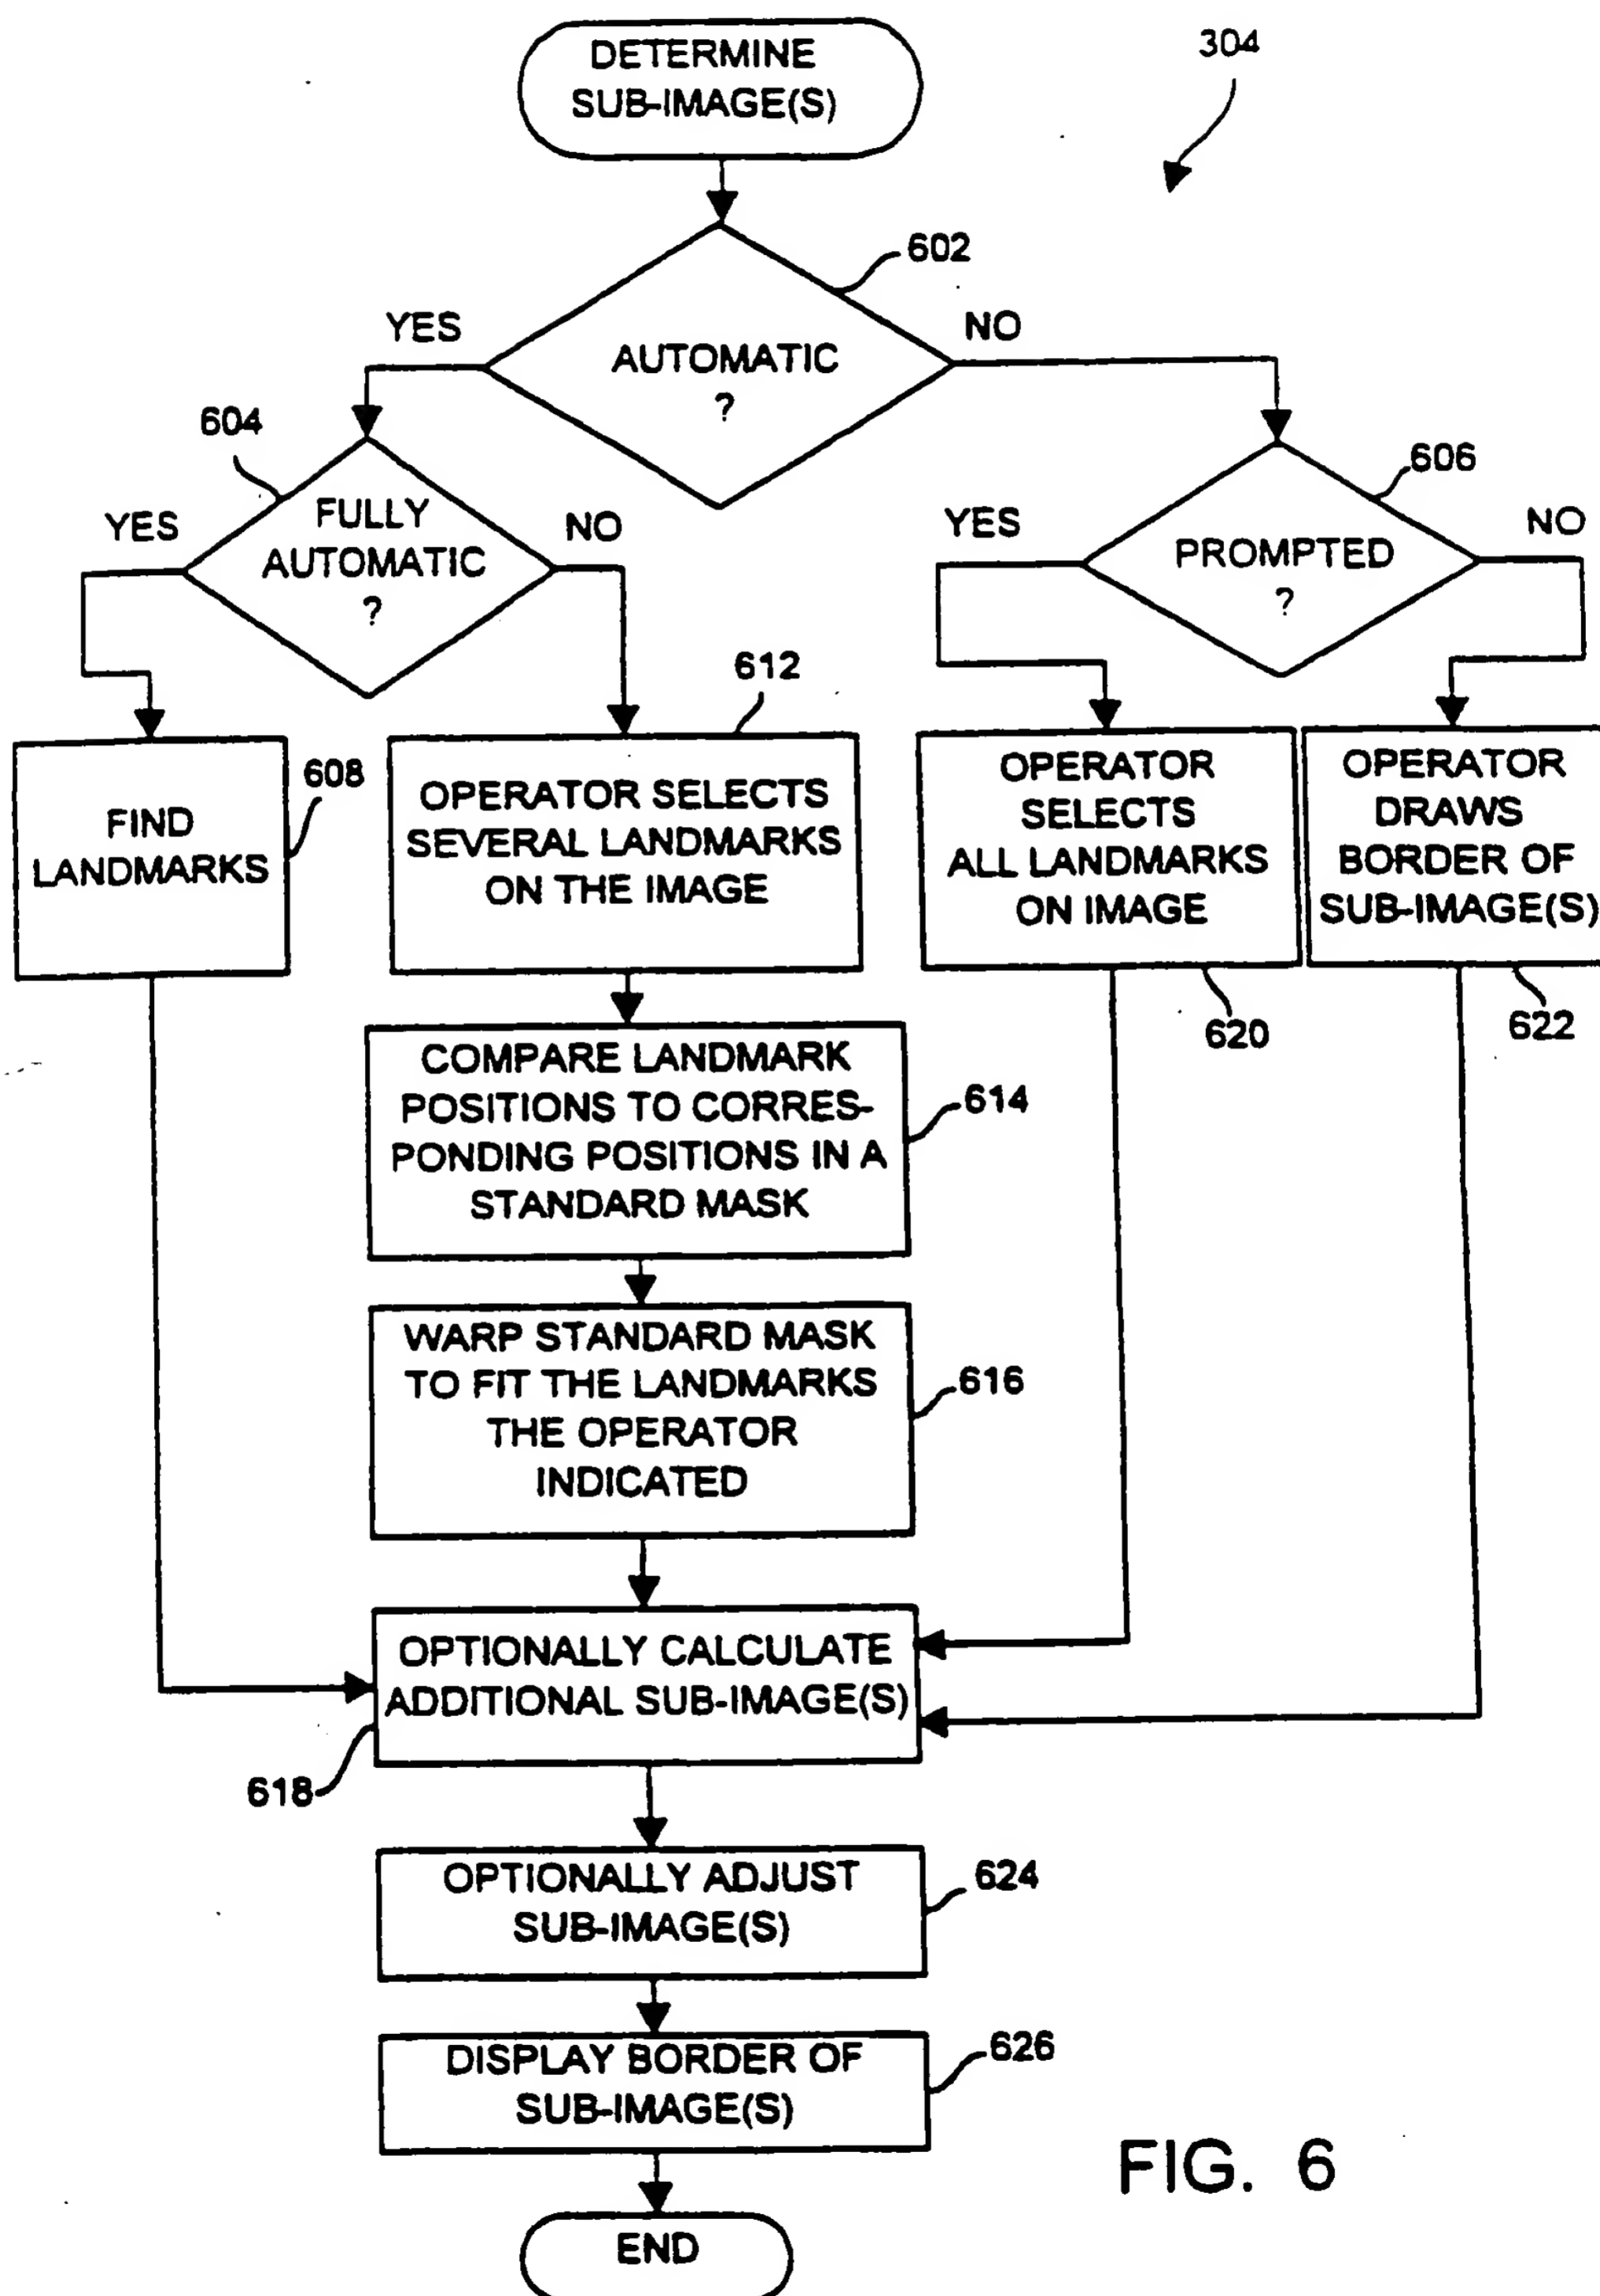 DETERMINE
SUB-IMAGE(S)
304
602
YES
NO
AUTOMATIC
?
604
606
YES
FULLY
AUTOMATIC
?
NO
YES
PROMPTED
?
NO
612
608
FIND
LANDMARKS
OPERATOR SELECTS
SEVERAL LANDMARKS
ON THE IMAGE
OPERATOR
SELECTS
ALL LANDMARKS
ON IMAGE
OPERATOR
DRAWS
BORDER OF
SUB-IMAGE(S)
620
622
COMPARE LANDMARK
POSITIONS TO CORRES-
PONDING POSITIONS IN A
STANDARD MASK
614
WARP STANDARD MASK
TO FIT THE LANDMARKS
THE OPERATOR
INDICATED
616
OPTIONALLY CALCULATE
ADDITIONAL SUB-IMAGE(S)
618
OPTIONALLY ADJUST
SUB-IMAGE(S)
624
DISPLAY BORDER OF
SUB-IMAGE(S)
626
END
FIG. 6